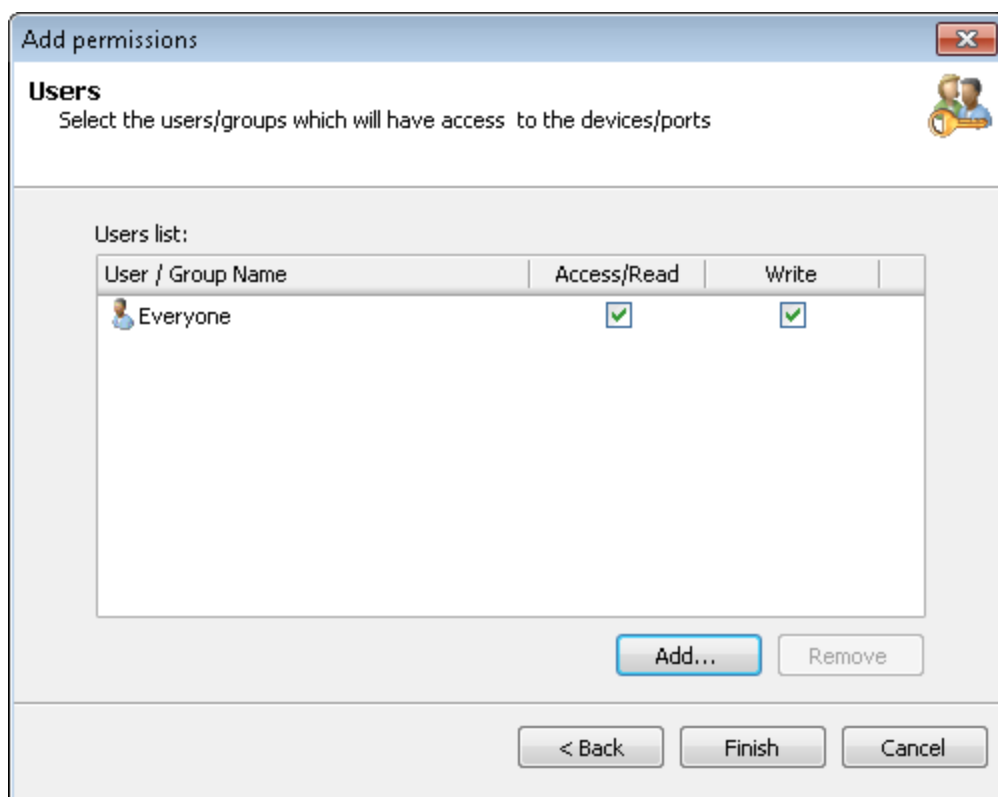 Add permissions
Users
Select the users/groups which will have access to the devices/ports
Users list:
User / Group Name Access/Read Write
Everyone
Add... Remove
< Back Finish Cancel